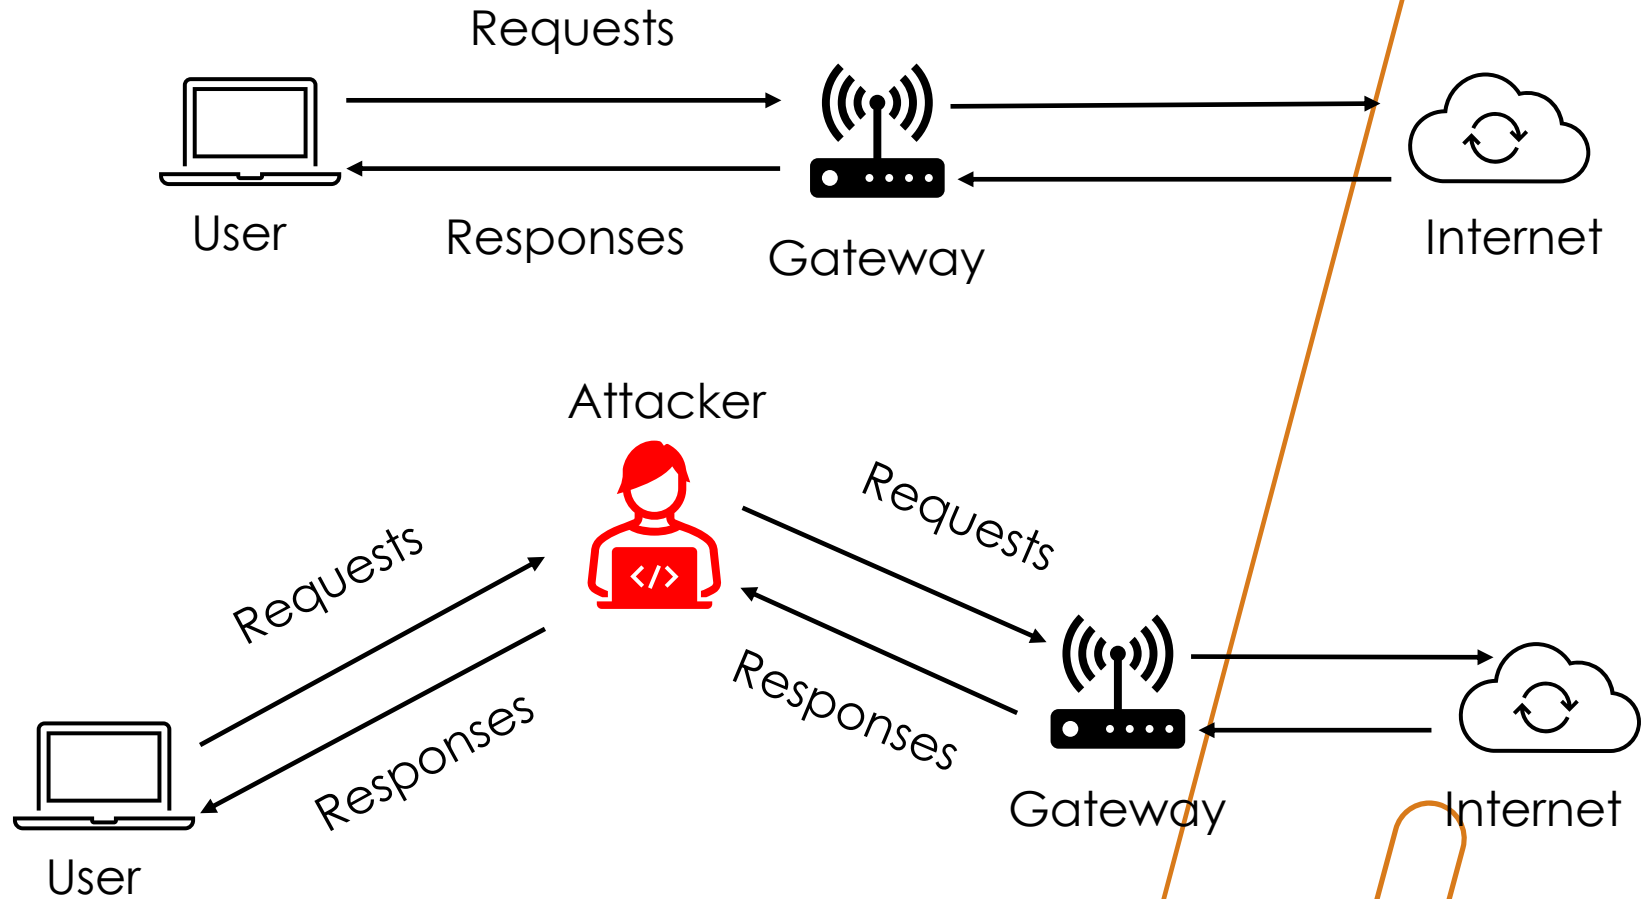 Requests
User
Responses
Gateway
Internet
Attacker
Requests
Requests
Responses
Responses
Gateway
Internet
User
</>